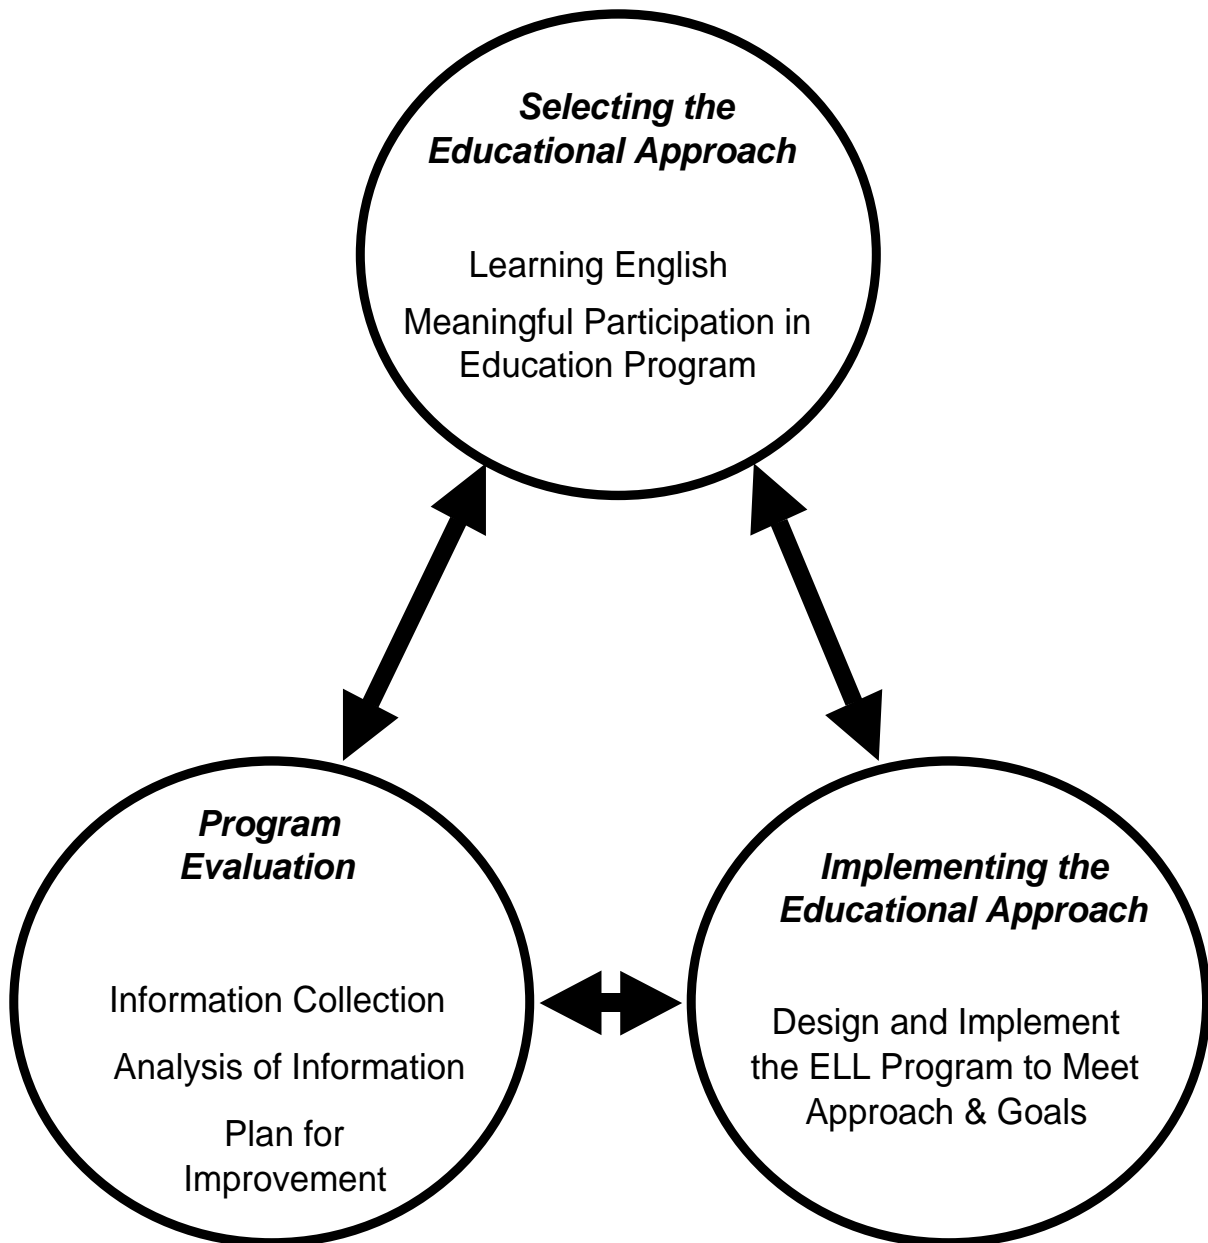 Selecting the
Educational Approach
Learning English
Meaningful Participation in
Education Program
Program
Evaluation
Information Collection
Analysis of Information
Plan for
Improvement
Implementing the
Educational Approach
Design and Implement
the ELL Program to Meet
Approach & Goals